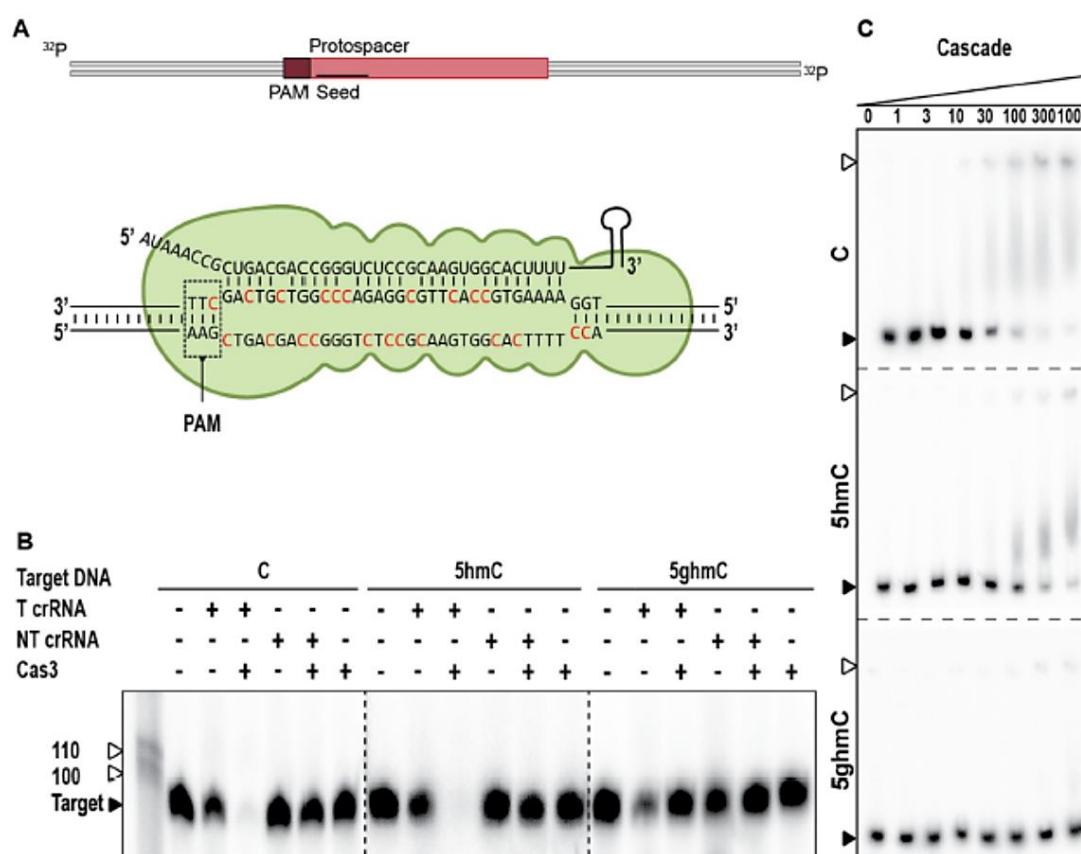 A
32P
Protospacer
32P
PAM Seed
5' AUAAACCGCUGACGACCGGGUCUCCGCAAGUGGCACUUUU 3'
3' TTC GACTGCTGGCCCAGAGGCGTTCACCGTGAAAA GGT 5'
5' AAG CTGACGACCGGGTCTCCGCAAGTGGCACTTTT CCA 3'
PAM
B
Target DNA C 5hmC 5ghmC
T crRNA - + + - - - - + + - - - - + + - - -
NT crRNA - - - + + - - - - + + - - - - + + -
Cas3 - - + - + + - - + - + + - - + - + +
110
100
Target
C
Cascade
0 1 3 10 30 100 300 100
C
5hmC
5ghmC